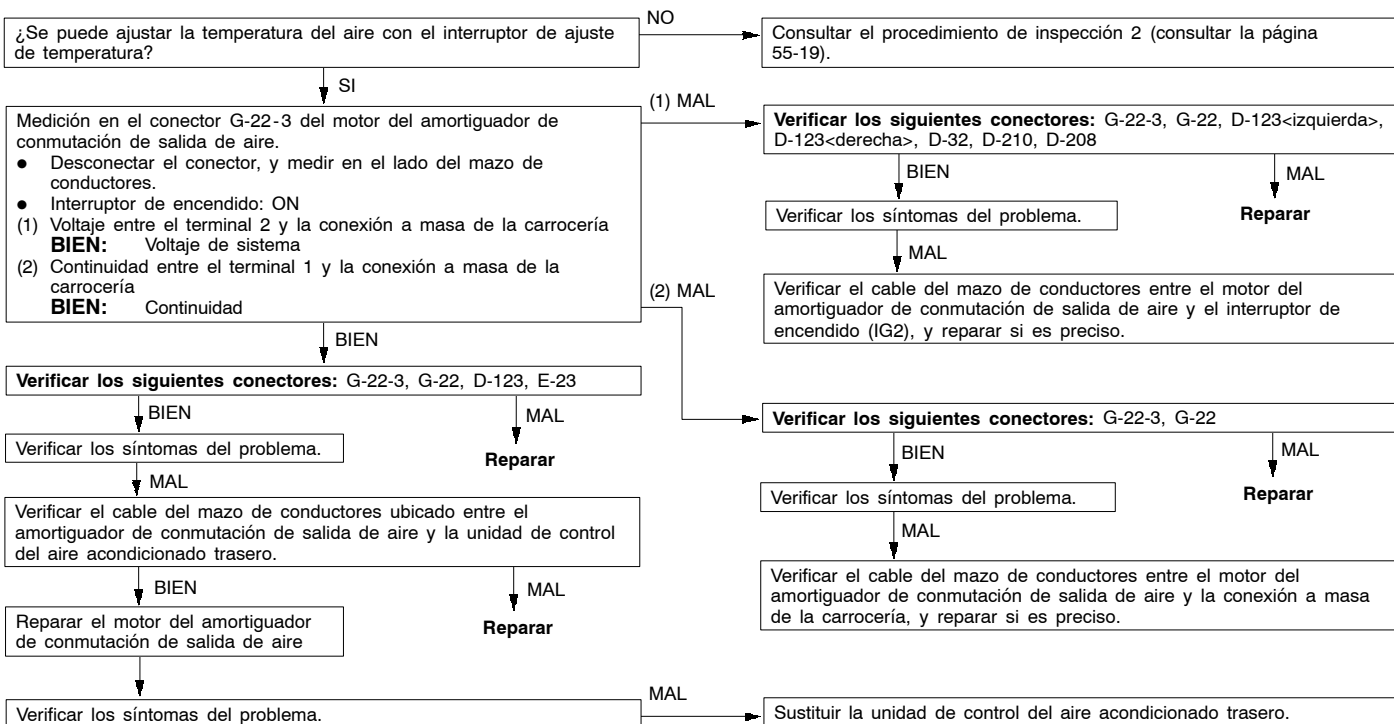 ¿Se puede ajustar la temperatura del aire con el interruptor de ajuste
de temperatura?
NO
Consultar el procedimiento de inspección 2 (consultar la página
55-19).
SI
Medición en el conector G-22-3 del motor del amortiguador de
conmutación de salida de aire.
● Desconectar el conector, y medir en el lado del mazo de
conductores.
● Interruptor de encendido: ON
(1) Voltaje entre el terminal 2 y la conexión a masa de la carrocería
BIEN: Voltaje de sistema
(2) Continuidad entre el terminal 1 y la conexión a masa de la
carrocería
BIEN: Continuidad
(1) MAL
Verificar los siguientes conectores: G-22-3, G-22, D-123<izquierda>,
D-123<derecha>, D-32, D-210, D-208
BIEN
MAL
Verificar los síntomas del problema.
Reparar
MAL
Verificar el cable del mazo de conductores entre el motor del
amortiguador de conmutación de salida de aire y el interruptor de
encendido (IG2), y reparar si es preciso.
(2) MAL
Verificar los siguientes conectores: G-22-3, G-22
BIEN
MAL
Verificar los síntomas del problema.
Reparar
MAL
Verificar el cable del mazo de conductores entre el motor del
amortiguador de conmutación de salida de aire y la conexión a masa
de la carrocería, y reparar si es preciso.
BIEN
Verificar los siguientes conectores: G-22-3, G-22, D-123, E-23
BIEN
MAL
Verificar los síntomas del problema.
Reparar
MAL
Verificar el cable del mazo de conductores ubicado entre el
amortiguador de conmutación de salida de aire y la unidad de control
del aire acondicionado trasero.
BIEN
MAL
Reparar el motor del amortiguador
de conmutación de salida de aire
Reparar
Verificar los síntomas del problema.
MAL
Sustituir la unidad de control del aire acondicionado trasero.